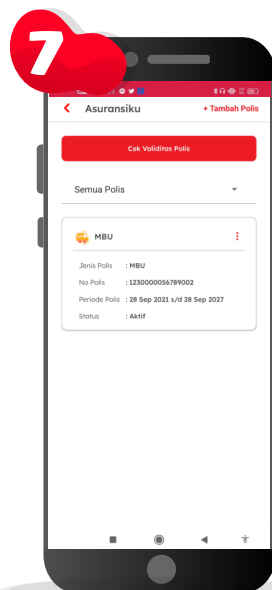 7
Asuransiku
+ Tambah Polis
Cek Validitas Polis
Semua Polis
MBU
Jenis Polis : MBU
No Polis :1230000056789002
Periode Polis : 28 Sep 2021 s/d 28 Sep 2027
Status : Aktif